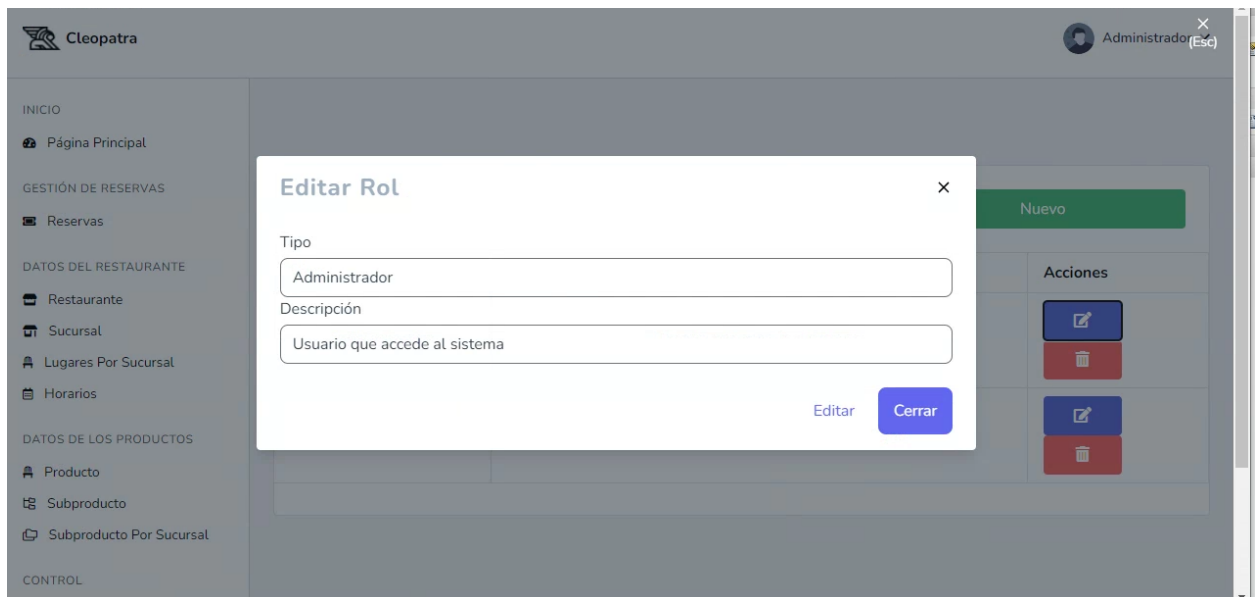 Cleopatra
Administrador
(Esc)
INICIO
Página Principal
GESTIÓN DE RESERVAS
Reservas
DATOS DEL RESTAURANTE
Restaurante
Sucursal
Lugares Por Sucursal
Horarios
DATOS DE LOS PRODUCTOS
Producto
Subproducto
Subproducto Por Sucursal
CONTROL
Nuevo
Acciones
Editar Rol
Tipo
Administrador
Descripción
Usuario que accede al sistema
Editar Cerrar